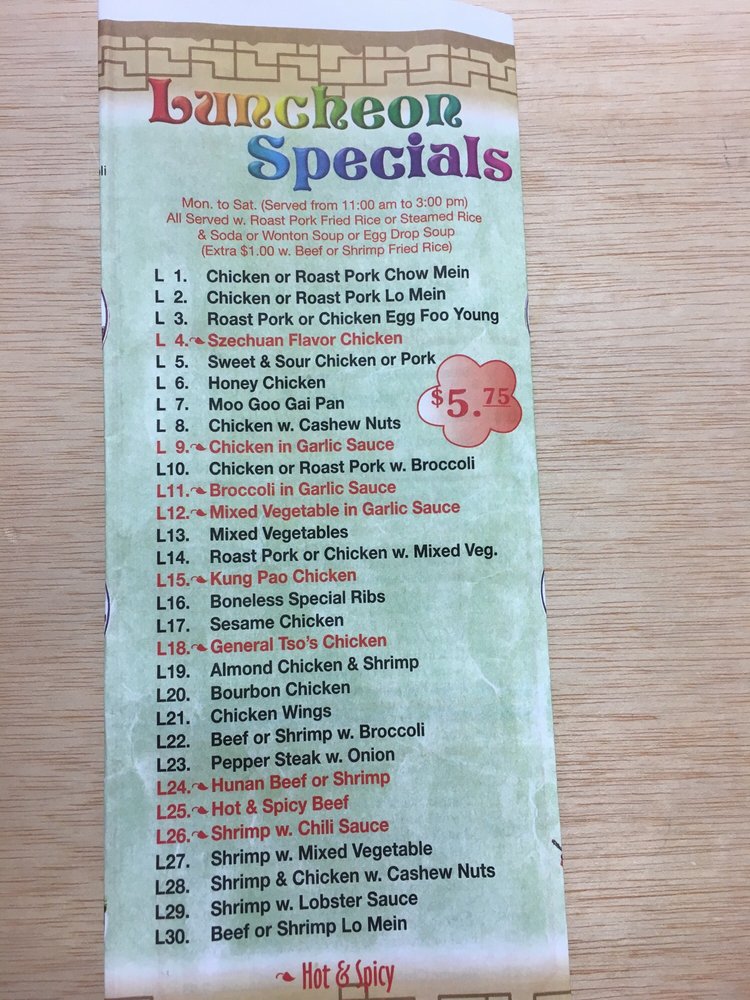 Luncheon
Specials
Mon. to Sat. (Served from 11:00 am to 3:00 pm)
All Served w. Roast Pork Fried Rice or Steamed Rice
& Soda or Wonton Soup or Egg Drop Soup
(Extra $1.00 w. Beef or Shrimp Fried Rice)
L 1. Chicken or Roast Pork Chow Mein
L 2. Chicken or Roast Pork Lo Mein
L 3. Roast Pork or Chicken Egg Foo Young
L 4. Szechuan Flavor Chicken
L 5. Sweet & Sour Chicken or Pork
L 6. Honey Chicken
$5.75
L 7. Moo Goo Gai Pan
L 8. Chicken w. Cashew Nuts
L 9. Chicken in Garlic Sauce
L10. Chicken or Roast Pork w. Broccoli
L11. Broccoli in Garlic Sauce
L12. Mixed Vegetable in Garlic Sauce
L13. Mixed Vegetables
L14. Roast Pork or Chicken w. Mixed Veg.
L15. Kung Pao Chicken
L16. Boneless Special Ribs
L17. Sesame Chicken
L18. General Tso's Chicken
L19. Almond Chicken & Shrimp
L20. Bourbon Chicken
L21. Chicken Wings
L22. Beef or Shrimp w. Broccoli
L23. Pepper Steak w. Onion
L24. Hunan Beef or Shrimp
L25. Hot & Spicy Beef
L26. Shrimp w. Chili Sauce
L27. Shrimp w. Mixed Vegetable
L28. Shrimp & Chicken w. Cashew Nuts
L29. Shrimp w. Lobster Sauce
L30. Beef or Shrimp Lo Mein
Hot & Spicy